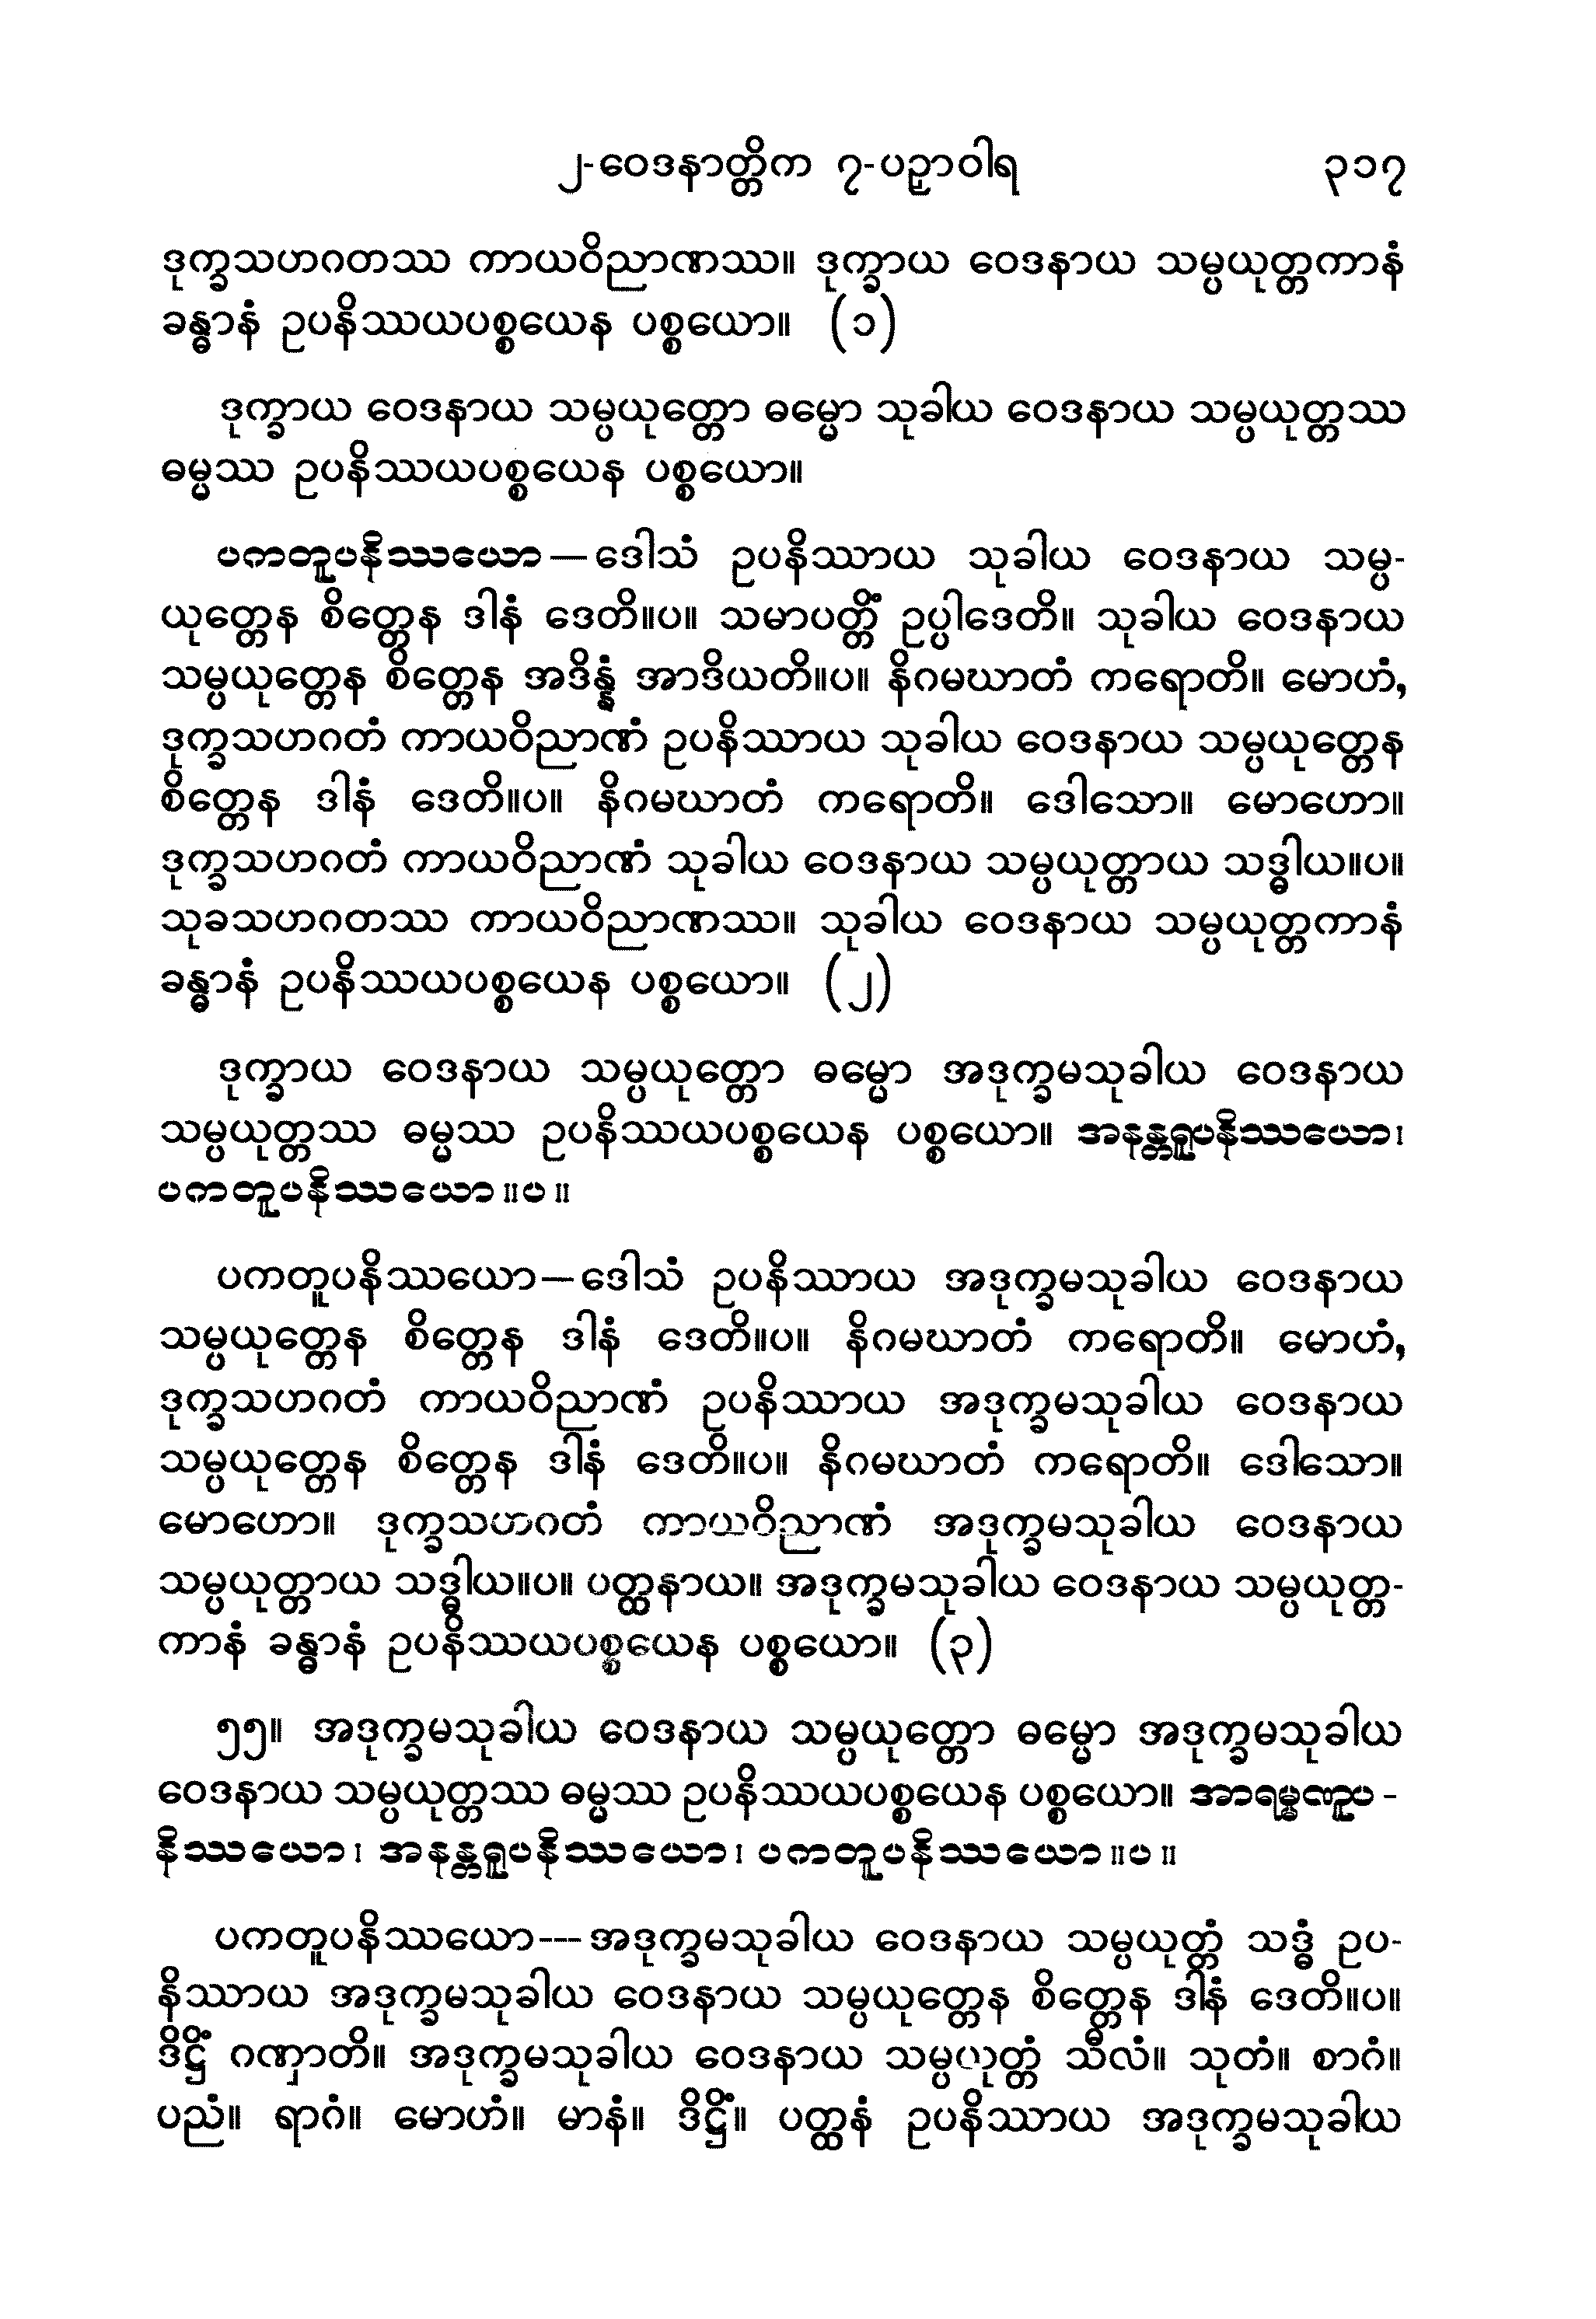 ၂-ဝေဒနာတ္တိက ၇-ပဉှာဝါရ ၃၁၇
ဒုက္ခသဟဂတဿ ကာယဝိညာဏဿ။ ဒုက္ခာယ ဝေဒနာယ သမ္ပယုတ္တကာနံ
ခန္ဓာနံ ဥပနိဿယပစ္စယေန ပစ္စယော။ (၁)
ဒုက္ခာယ ဝေဒနာယ သမ္ပယုတ္တော ဓမ္မော သုခါယ ဝေဒနာယ သမ္ပယုတ္တဿ
ဓမ္မဿ ဥပနိဿယပစ္စယေန ပစ္စယော။
ပကတူပနိဿယော—ဒေါသံ ဥပနိဿာယ သုခါယ ဝေဒနာယ သမ္ပ-
ယုတ္တေန စိတ္တေန ဒါနံ ဒေတိ။ပ။ သမာပတ္တိံ ဥပ္ပါဒေတိ။ သုခါယ ဝေဒနာယ
သမ္ပယုတ္တေန စိတ္တေန အဒိန္နံ အာဒိယတိ။ပ။ နိဂမဃာတံ ကရောတိ။ မောဟံ,
ဒုက္ခသဟဂတံ ကာယဝိညာဏံ ဥပနိဿာယ သုခါယ ဝေဒနာယ သမ္ပယုတ္တေန
စိတ္တေန ဒါနံ ဒေတိ။ပ။ နိဂမဃာတံ ကရောတိ။ ဒေါသော။ မောဟော။
ဒုက္ခသဟဂတံ ကာယဝိညာဏံ သုခါယ ဝေဒနာယ သမ္ပယုတ္တာယ သဒ္ဓါယ။ပ။
သုခသဟဂတဿ ကာယဝိညာဏဿ။ သုခါယ ဝေဒနာယ သမ္ပယုတ္တကာနံ
ခန္ဓာနံ ဥပနိဿယပစ္စယေန ပစ္စယော။ (၂)
ဒုက္ခာယ ဝေဒနာယ သမ္ပယုတ္တော ဓမ္မော အဒုက္ခမသုခါယ ဝေဒနာယ
သမ္ပယုတ္တဿ ဓမ္မဿ ဥပနိဿယပစ္စယေန ပစ္စယော။ အနန္တရူပနိဿယော၊
ပကတူပနိဿယော။ပ။
ပကတူပနိဿယော—ဒေါသံ ဥပနိဿာယ အဒုက္ခမသုခါယ ဝေဒနာယ
သမ္ပယုတ္တေန စိတ္တေန ဒါနံ ဒေတိ။ပ။ နိဂမဃာတံ ကရောတိ။ မောဟံ,
ဒုက္ခသဟဂတံ ကာယဝိညာဏံ ဥပနိဿာယ အဒုက္ခမသုခါယ ဝေဒနာယ
သမ္ပယုတ္တေန စိတ္တေန ဒါနံ ဒေတိ။ပ။ နိဂမဃာတံ ကရောတိ။ ဒေါသော။
မောဟော။ ဒုက္ခသဟဂတံ ကာယဝိညာဏံ အဒုက္ခမသုခါယ ဝေဒနာယ
သမ္ပယုတ္တာယ သဒ္ဓါယ။ပ။ ပတ္ထနာယ။ အဒုက္ခမသုခါယ ဝေဒနာယ သမ္ပယုတ္တ-
ကာနံ ခန္ဓာနံ ဥပနိဿယပစ္စယေန ပစ္စယော။ (၃)
၅၅။ အဒုက္ခမသုခါယ ဝေဒနာယ သမ္ပယုတ္တော ဓမ္မော အဒုက္ခမသုခါယ
ဝေဒနာယ သမ္ပယုတ္တဿ ဓမ္မဿ ဥပနိဿယပစ္စယေန ပစ္စယော။ အာရမ္မဏူပ-
နိဿယော၊ အနန္တရူပနိဿယော၊ ပကတူပနိဿယော။ပ။
ပကတူပနိဿယော---အဒုက္ခမသုခါယ ဝေဒနာယ သမ္ပယုတ္တံ သဒ္ဓံ ဥပ-
နိဿာယ အဒုက္ခမသုခါယ ဝေဒနာယ သမ္ပယုတ္တေန စိတ္တေန ဒါနံ ဒေတိ။ပ။
ဒိဋ္ဌိံ ဂဏှာတိ။ အဒုက္ခမသုခါယ ဝေဒနာယ သမ္ပယုတ္တံ သီလံ။ သုတံ။ စာဂံ။
ပညံ။ ရာဂံ။ မောဟံ။ မာနံ။ ဒိဋ္ဌိံ။ ပတ္ထနံ ဥပနိဿာယ အဒုက္ခမသုခါယ